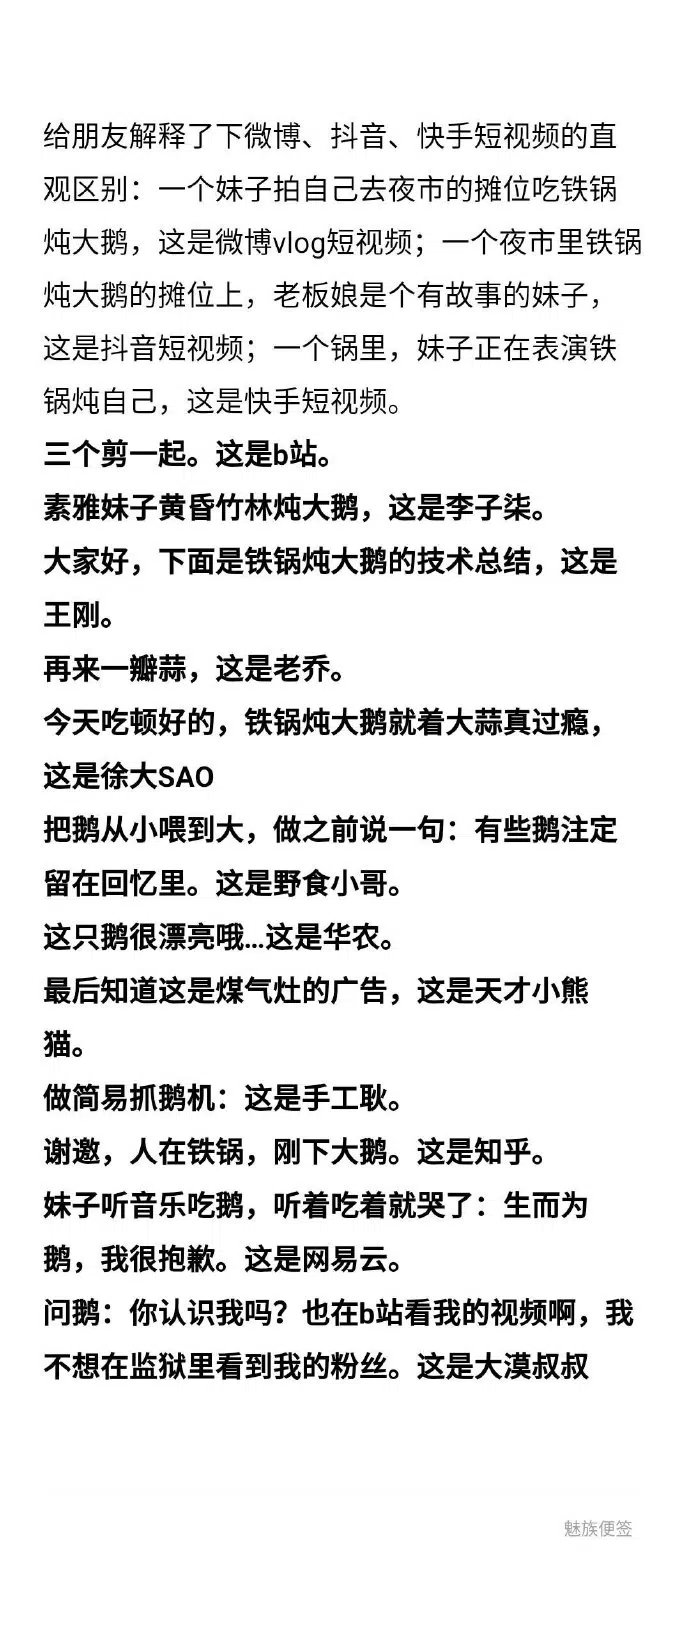 给朋友解释了下微博、抖音、快手短视频的直
观区别：一个妹子拍自己去夜市的摊位吃铁锅
炖大鹅，这是微博vlog短视频；一个夜市里铁锅
炖大鹅的摊位上，老板娘是个有故事的妹子，
这是抖音短视频；一个锅里，妹子正在表演铁
锅炖自己，这是快手短视频。
三个剪一起。这是b站。
素雅妹子黄昏竹林炖大鹅，这是李子柒。
大家好，下面是铁锅炖大鹅的技术总结，这是
王刚。
再来一瓣蒜，这是老乔。
今天吃顿好的，铁锅炖大鹅就着大蒜真过瘾，
这是徐大SAO
把鹅从小喂到大，做之前说一句：有些鹅注定
留在回忆里。这是野食小哥。
这只鹅很漂亮哦...这是华农。
最后知道这是煤气灶的广告，这是天才小熊
猫。
做简易抓鹅机：这是手工耿。
谢邀，人在铁锅，刚下大鹅。这是知乎。
妹子听音乐吃鹅，听着吃着就哭了：生而为
鹅，我很抱歉。这是网易云。
问鹅：你认识我吗？也在b站看我的视频啊，我
不想在监狱里看到我的粉丝。这是大漠叔叔
魅族便签